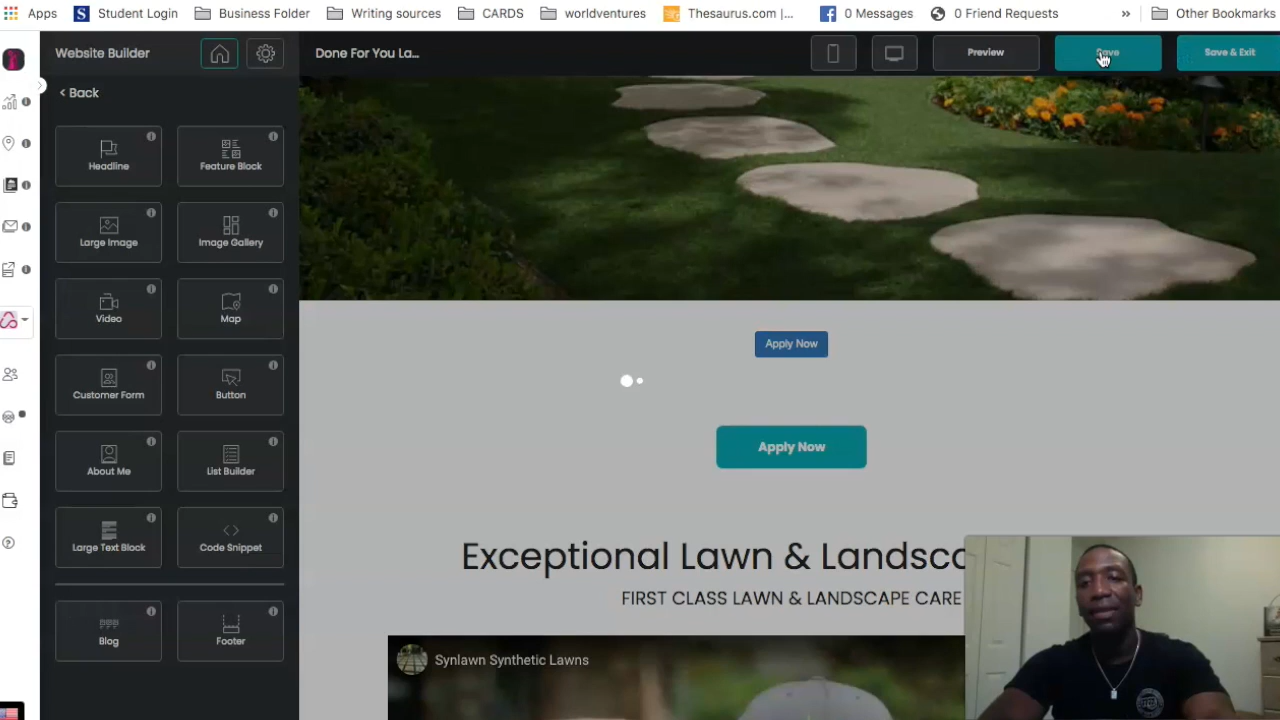 Apps Student Login Business Folder Writing sources CARDS worldventures Thesaurus.com |... 0 Messages 0 Friend Requests » Other Bookmarks
Website Builder Done For You La... Preview Save Save & Exit
< Back
Headline Feature Block
Large Image Image Gallery
Video Map
Customer Form Button
About Me List Builder
Large Text Block Code Snippet
Blog Footer
Apply Now
Apply Now
Exceptional Lawn & Landsca
FIRST CLASS LAWN & LANDSCAPE CARE
Synlawn Synthetic Lawns